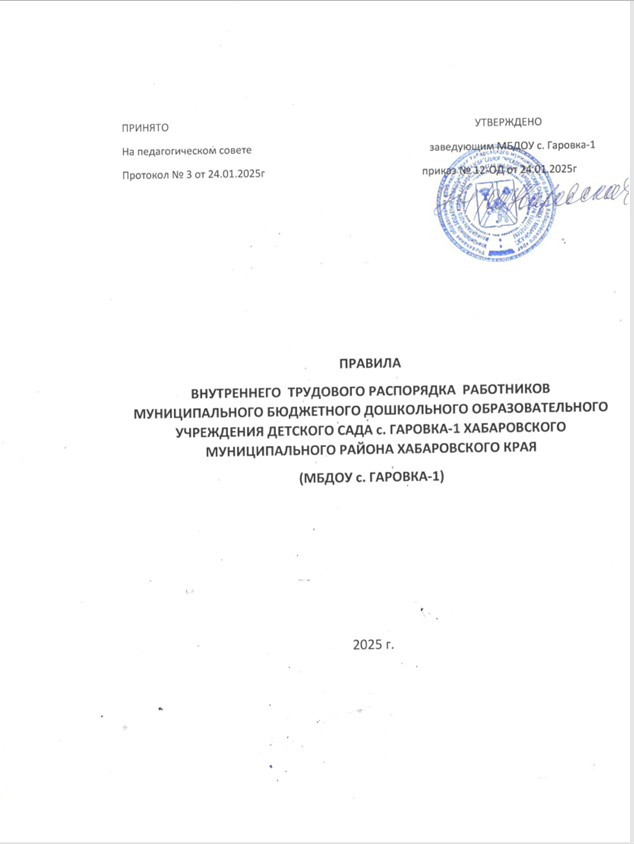 ПРИНЯТО
На педагогическом совете
Протокол № 3 от 24.01.2025г
УТВЕРЖДЕНО
заведующим МБДОУ с. Гаровка-1
приказ № 12-ОД от 24.01.2025г
ПРАВИЛА
ВНУТРЕННЕГО ТРУДОВОГО РАСПОРЯДКА РАБОТНИКОВ
МУНИЦИПАЛЬНОГО БЮДЖЕТНОГО ДОШКОЛЬНОГО ОБРАЗОВАТЕЛЬНОГО
УЧРЕЖДЕНИЯ ДЕТСКОГО САДА с. ГАРОВКА-1 ХАБАРОВСКОГО
МУНИЦИПАЛЬНОГО РАЙОНА ХАБАРОВСКОГО КРАЯ
(МБДОУ с. ГАРОВКА-1)
2025 г.